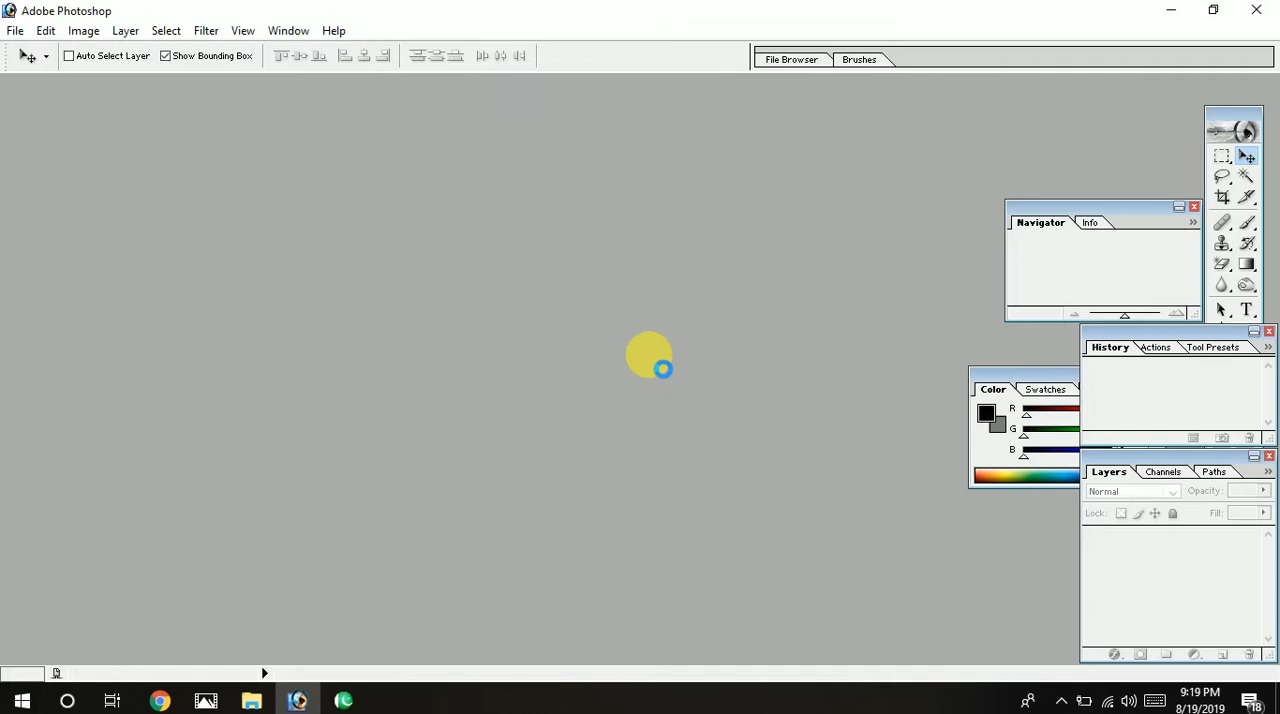 Adobe Photoshop
File Edit Image Layer Select Filter View Window Help
Auto Select Layer Show Bounding Box File Browser Brushes
Navigator Info
History Actions Tool Presets
Color Swatches
R
G
B
Layers Channels Paths
Normal Opacity:
Lock: Fill:
9:19 PM
8/19/2019
18